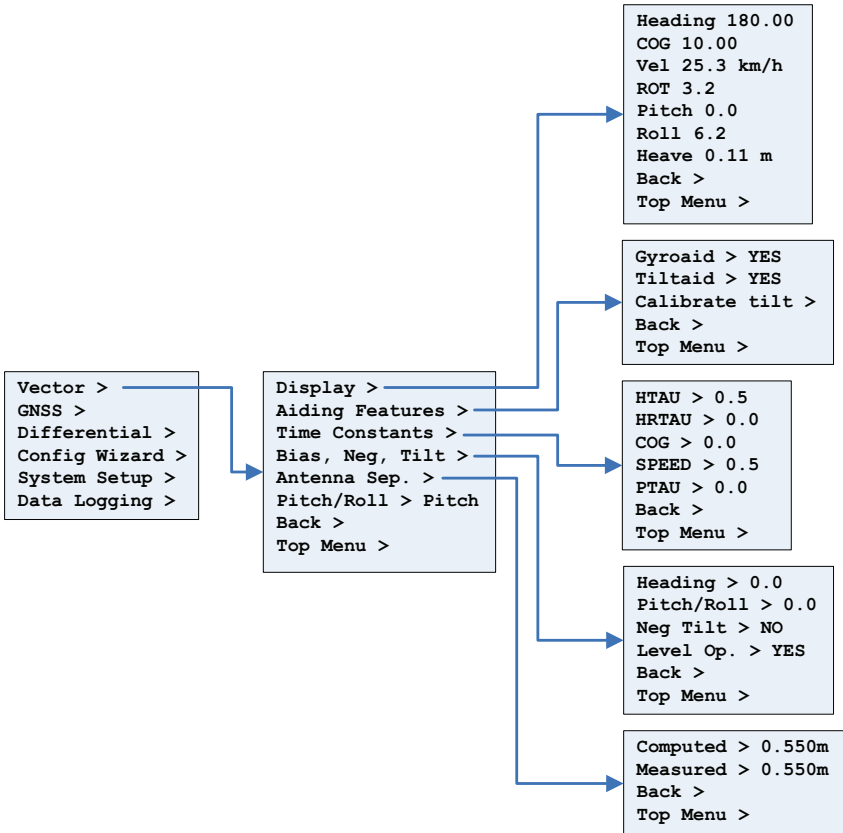 Vector >
GNSS >
Differential >
Config Wizard >
System Setup >
Data Logging >
Display >
Aiding Features >
Time Constants >
Bias, Neg, Tilt >
Antenna Sep. >
Pitch/Roll > Pitch
Back >
Top Menu >
Heading 180.00
COG 10.00
Vel 25.3 km/h
ROT 3.2
Pitch 0.0
Roll 6.2
Heave 0.11 m
Back >
Top Menu >
Gyroaid > YES
Tiltaid > YES
Calibrate tilt >
Back >
Top Menu >
HTAU > 0.5
HRTAU > 0.0
COG > 0.0
SPEED > 0.5
PTAU > 0.0
Back >
Top Menu >
Heading > 0.0
Pitch/Roll > 0.0
Neg Tilt > NO
Level Op. > YES
Back >
Top Menu >
Computed > 0.550m
Measured > 0.550m
Back >
Top Menu >